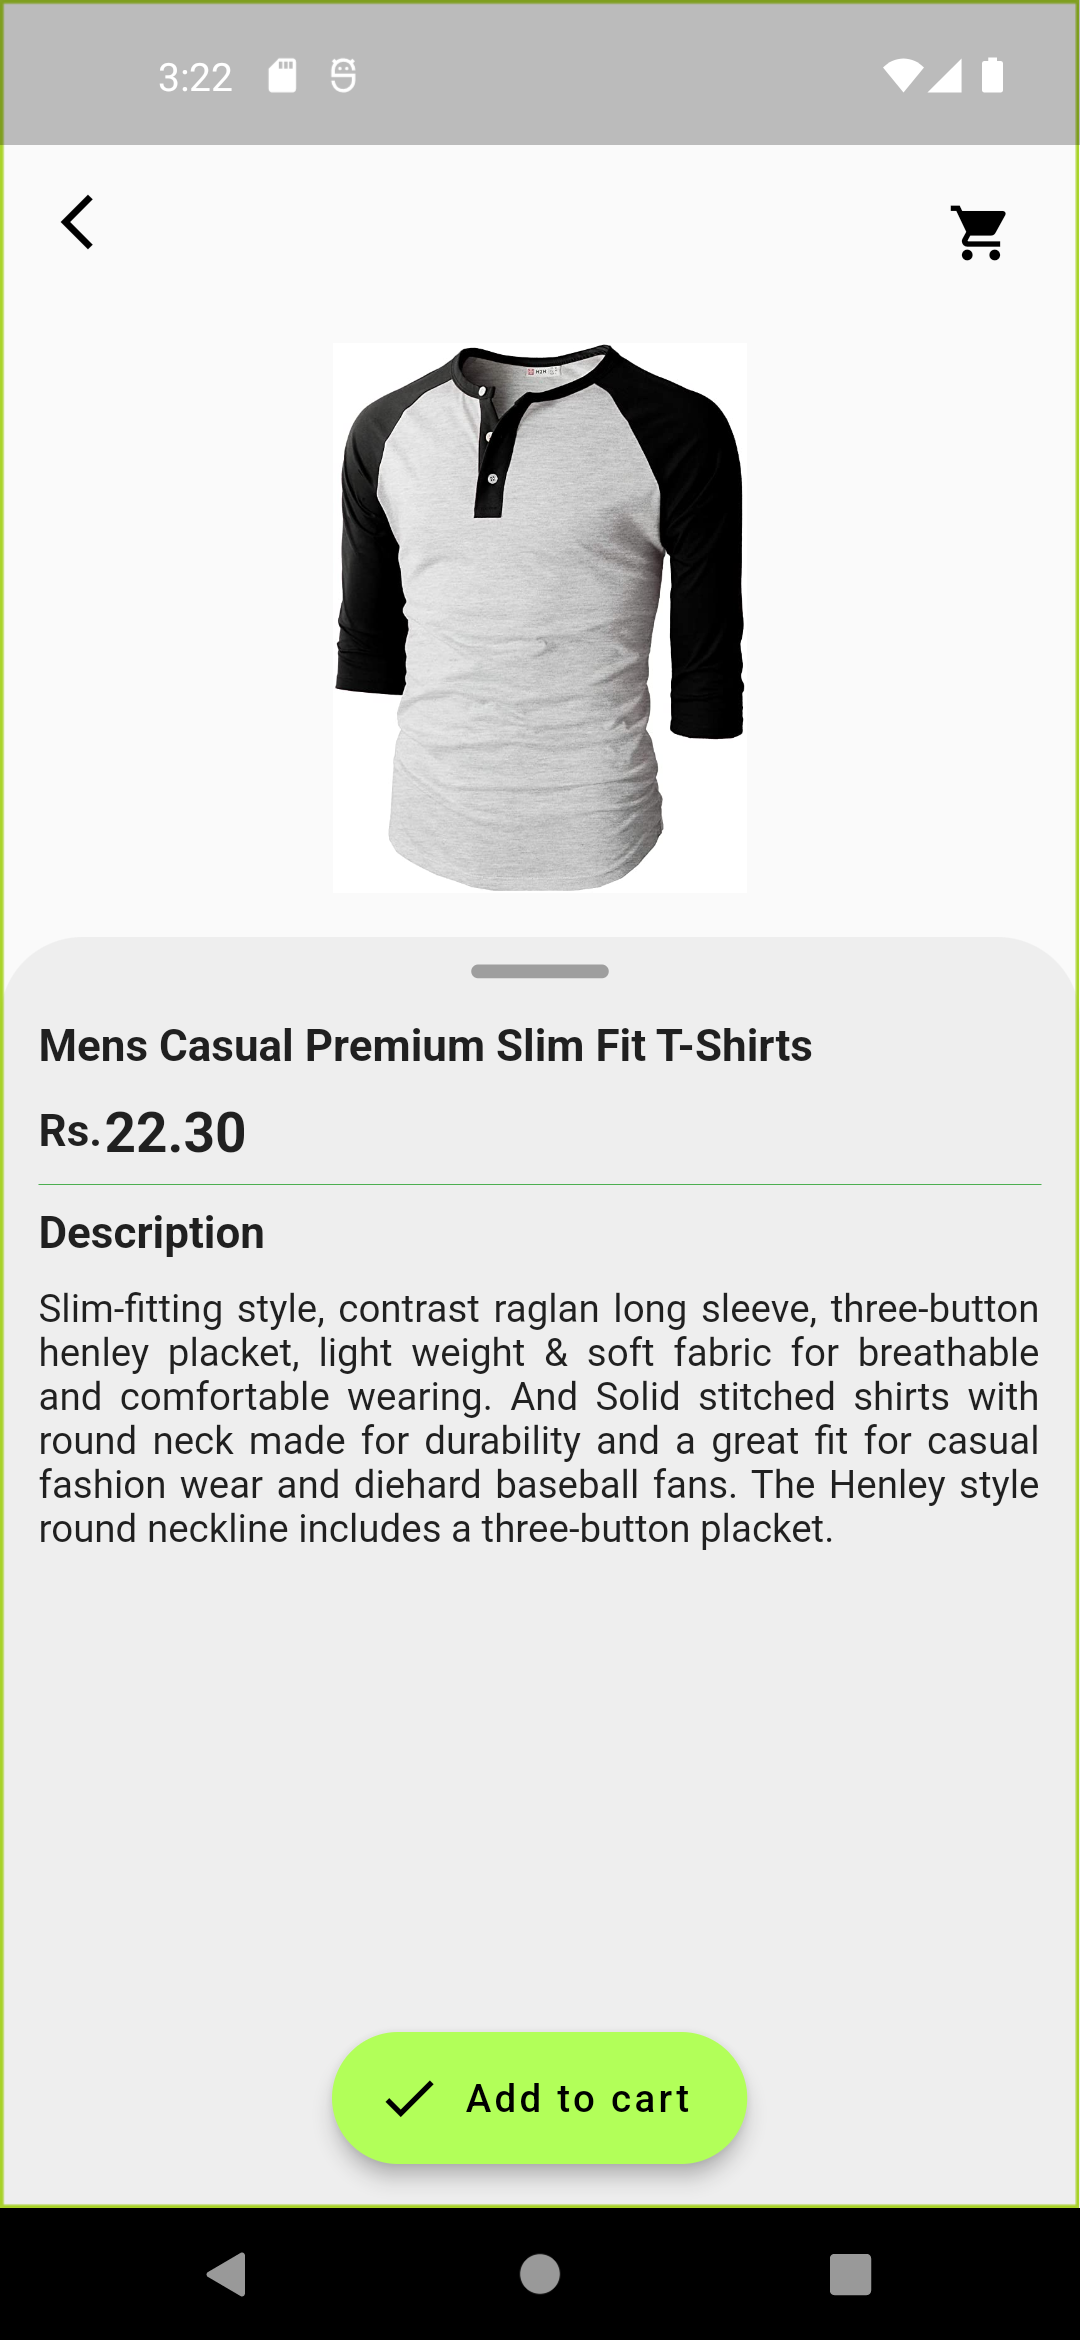 3:22
Mens Casual Premium Slim Fit T-Shirts
Rs.22.30
Description
Slim-fitting style, contrast raglan long sleeve, three-button
henley placket, light weight & soft fabric for breathable
and comfortable wearing. And Solid stitched shirts with
round neck made for durability and a great fit for casual
fashion wear and diehard baseball fans. The Henley style
round neckline includes a three-button placket.
Add to cart